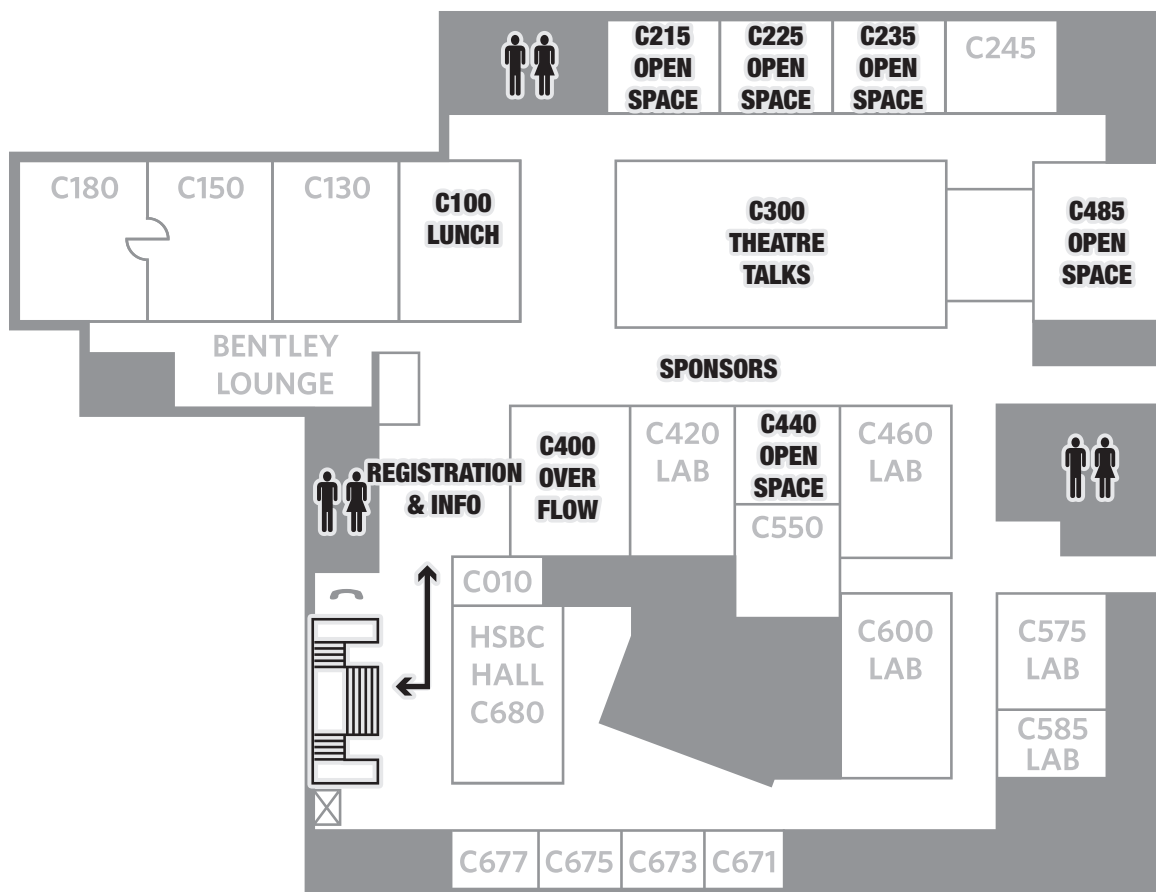 C215
OPEN
SPACE
C225
OPEN
SPACE
C235
OPEN
SPACE
C245
C180
C150
C130
C100
LUNCH
C300
THEATRE
TALKS
C485
OPEN
SPACE
BENTLEY
LOUNGE
SPONSORS
REGISTRATION
& INFO
C400
OVER
FLOW
C420
LAB
C440
OPEN
SPACE
C460
LAB
C550
C010
HSBC
HALL
C680
C600
LAB
C575
LAB
C585
LAB
C677
C675
C673
C671